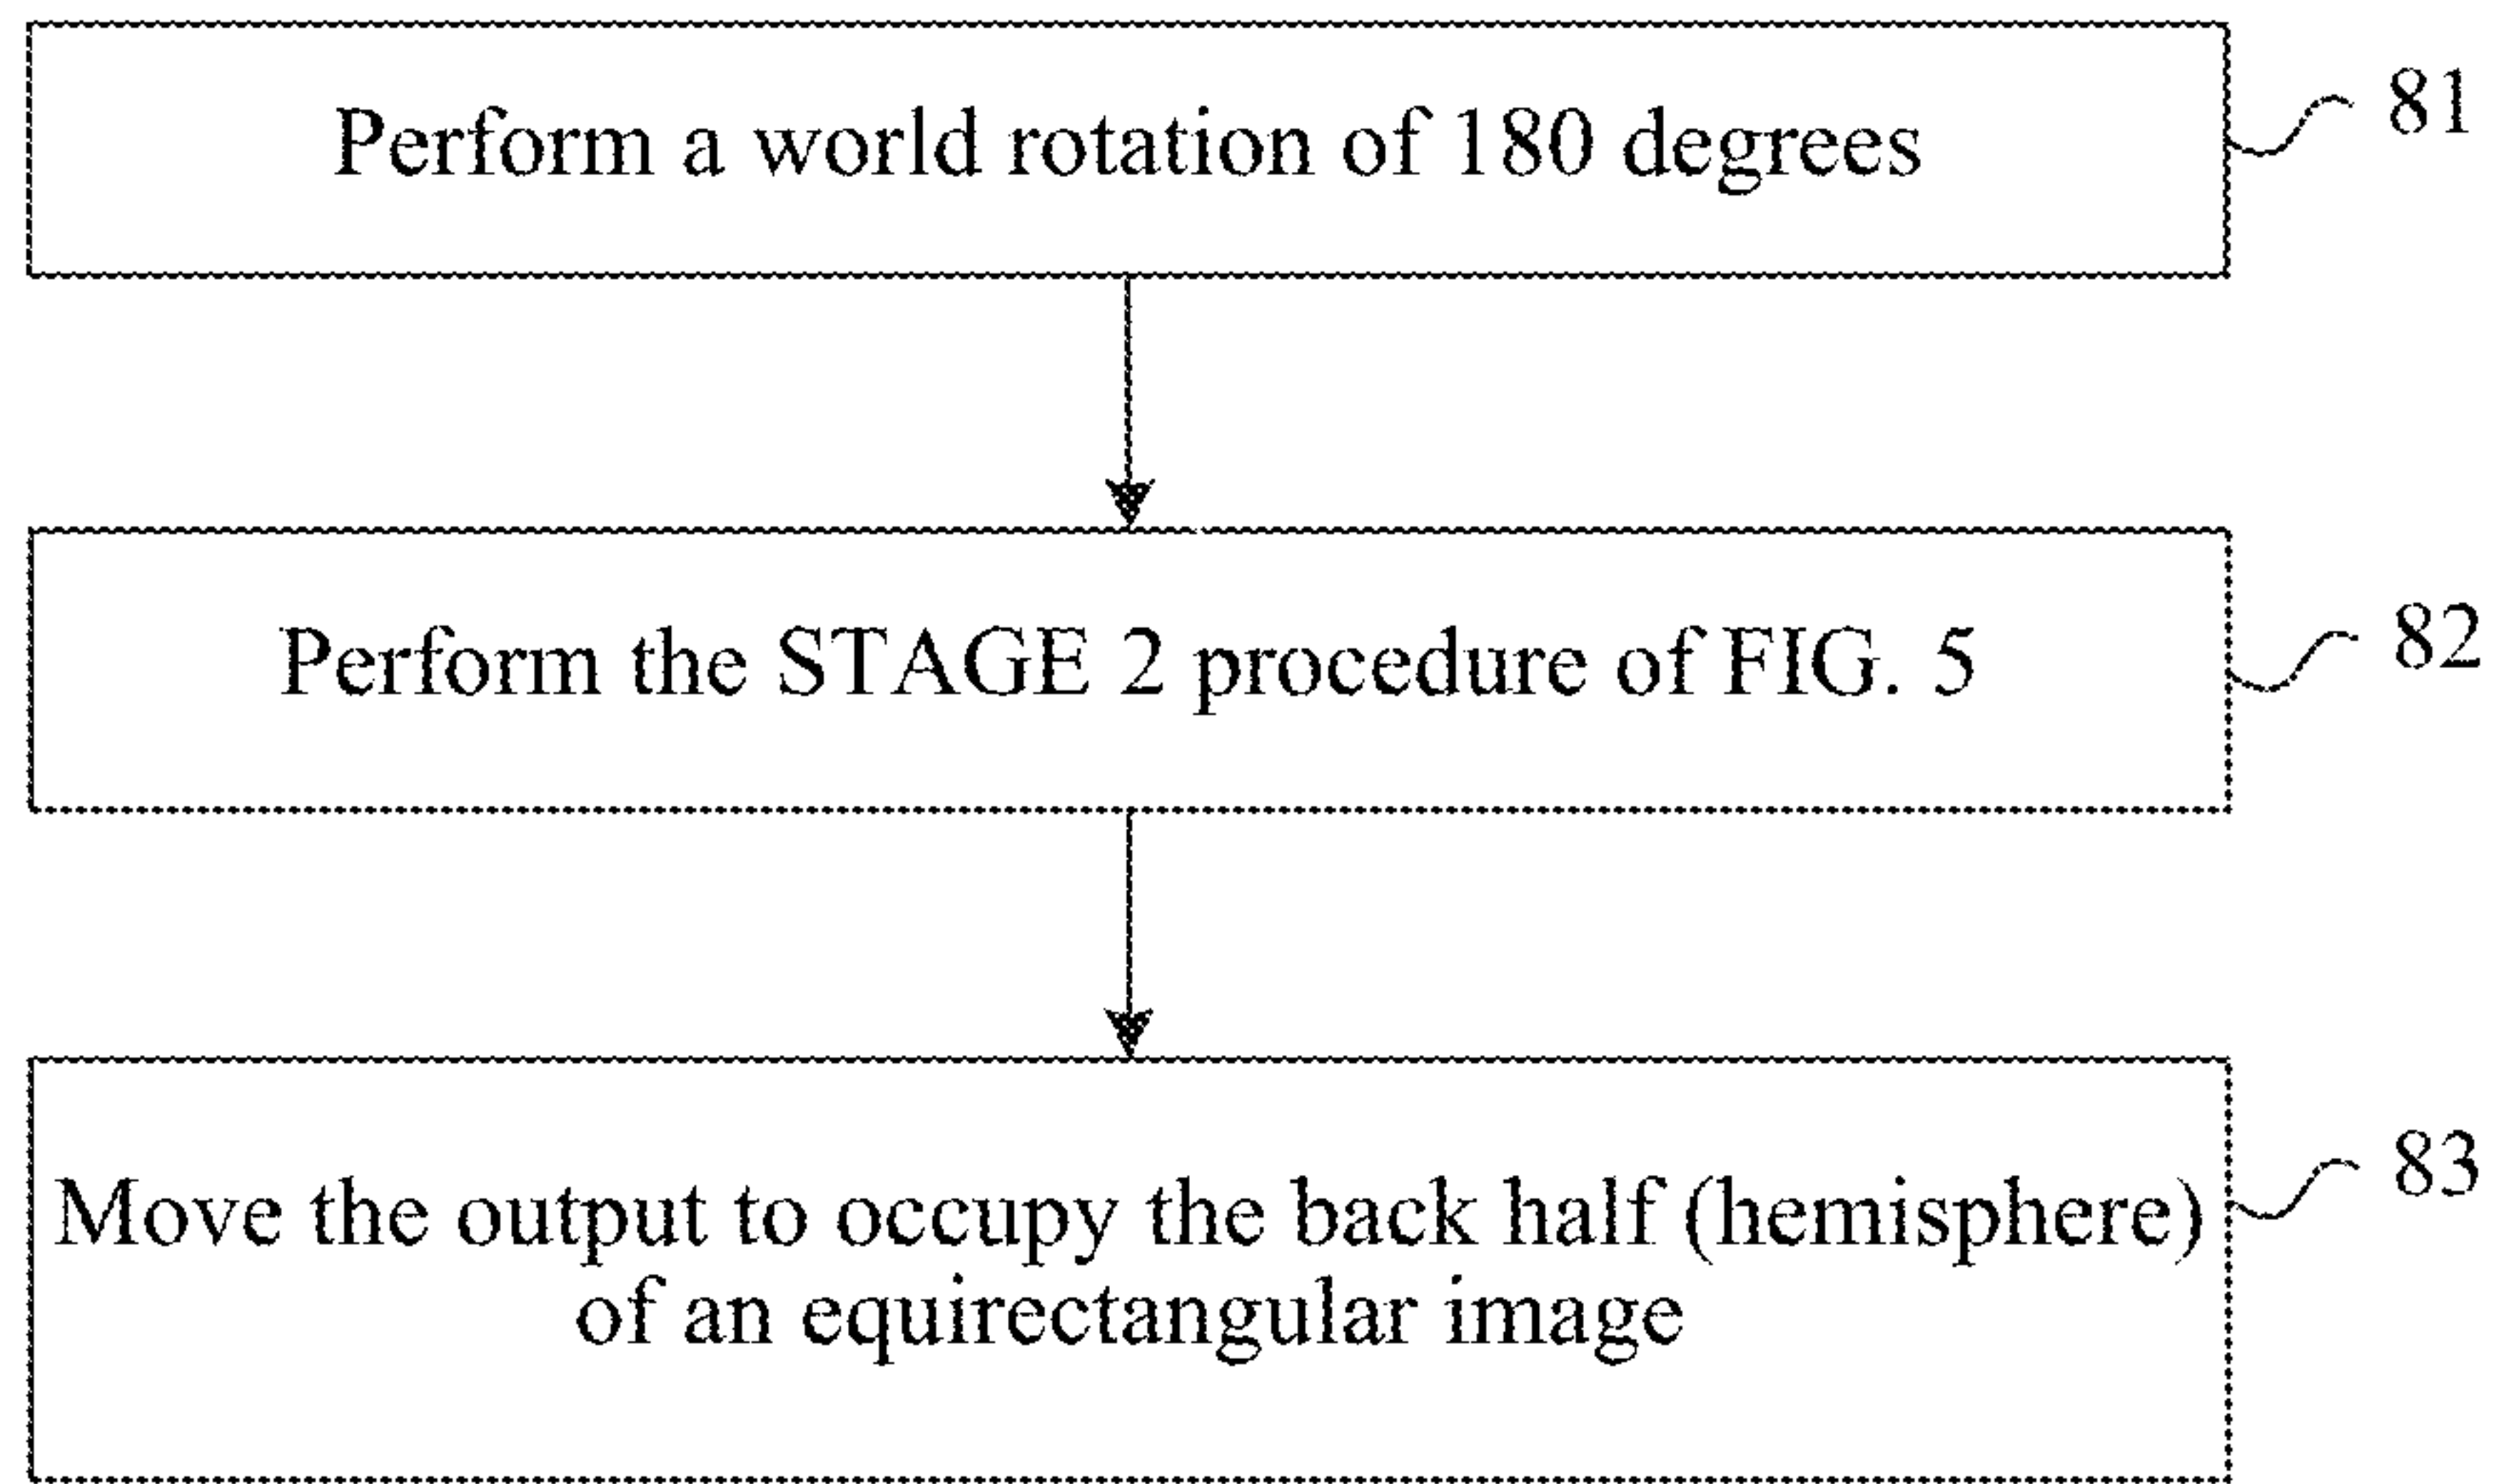 Perform a world rotation of 180 degrees
81
Perform the STAGE 2 procedure of FIG. 5
82
Move the output to occupy the back half (hemisphere)
of an equirectangular image
83